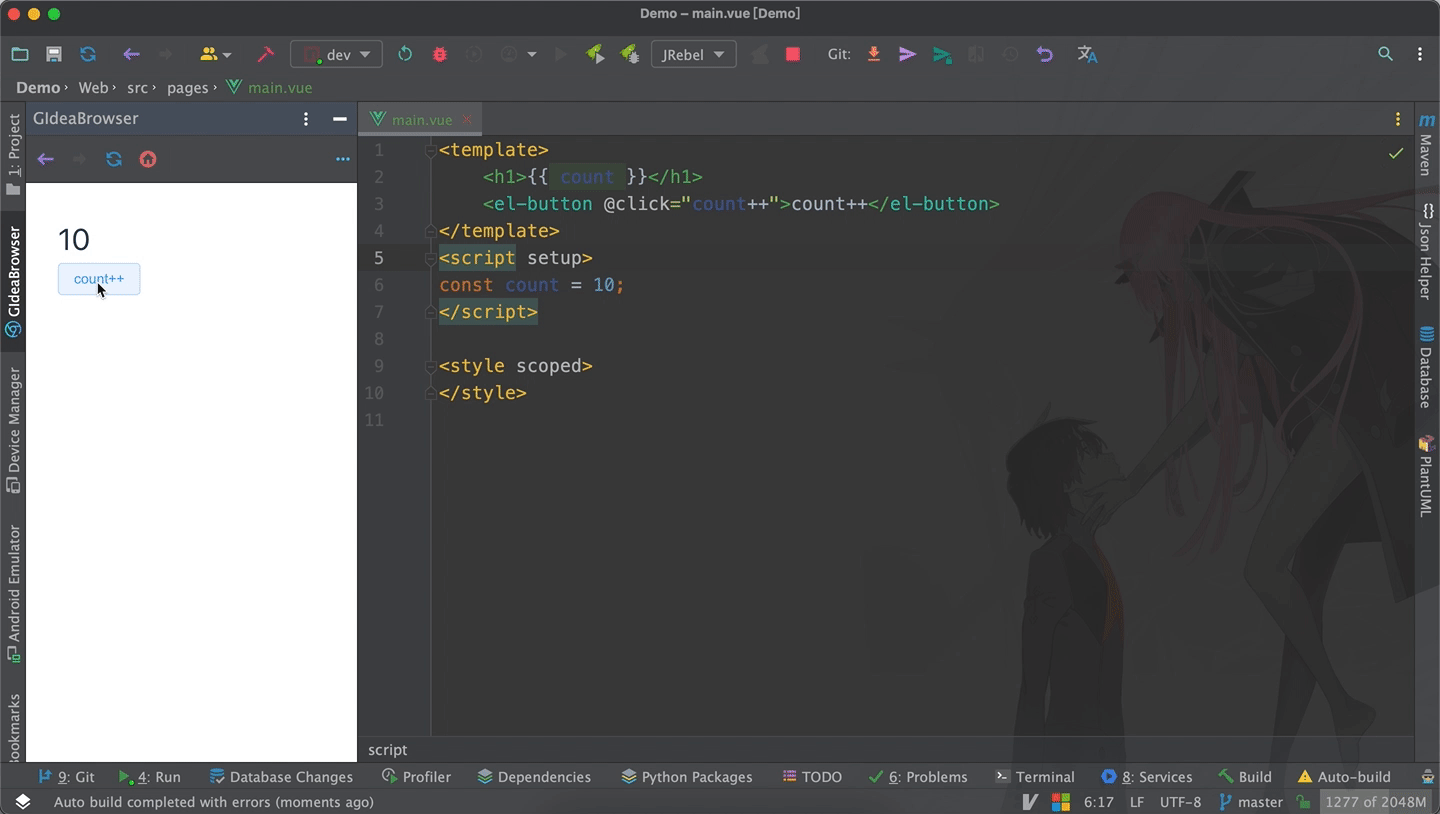 Demo – main.vue [Demo]
dev
JRebel
Git:
Demo › Web › src › pages › main.vue
1: Project
GIdeaBrowser
Device Manager
Android Emulator
ookmarks
GIdeaBrowser
10
count++
main.vue
1 <template>
2 <h1>{{ count }}</h1>
3 <el-button @click="count++">count++</el-button>
4 </template>
5 <script setup>
6 const count = 10;
7 </script>
8
9 <style scoped>
10 </style>
11
script
m
Maven
{} Json Helper
Database
PlantUML
9: Git 4: Run Database Changes Profiler Dependencies Python Packages TODO 6: Problems Terminal 8: Services Build Auto-build
Auto build completed with errors (moments ago) 6:17 LF UTF-8 master 1277 of 2048M